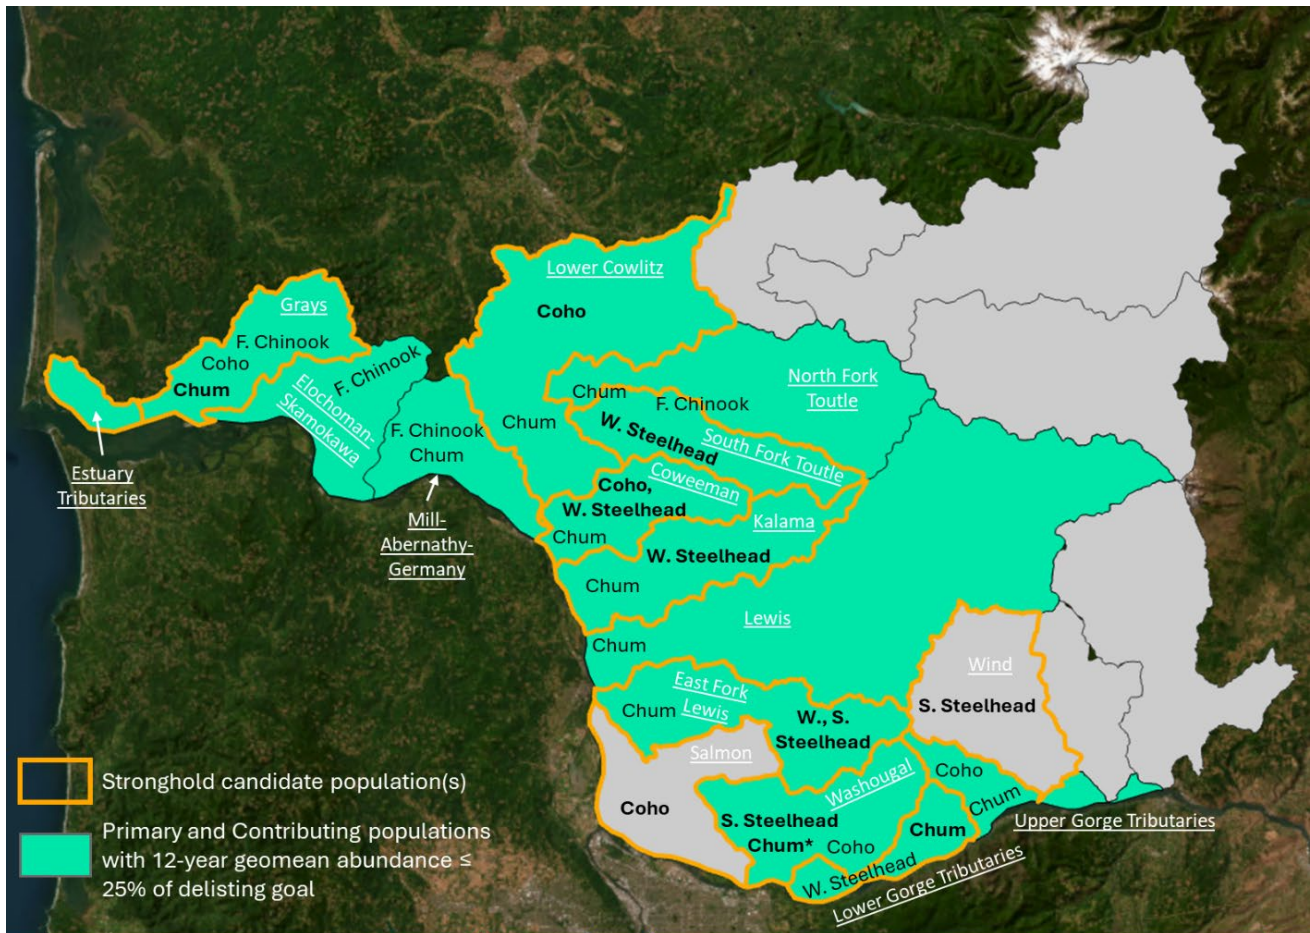 Lower Cowlitz
Coho
Grays
F. Chinook
Coho
Chum
F. Chinook
Elochoman-
Skamokawa
F. Chinook
Chum
Estuary
Tributaries
Mill-
Abernathy-
Germany
Chum
North Fork
Toutle
Chum
F. Chinook
W. Steelhead
South Fork Toutle
Coweeman
Coho,
W. Steelhead
Chum
Kalama
W. Steelhead
Chum
Lewis
Chum
East Fork
Lewis
Chum
W., S.
Steelhead
Wind
S. Steelhead
Salmon
Coho
Washougal
S. Steelhead
Chum*
Coho
Coho
Chum
Chum
W. Steelhead
Upper Gorge Tributaries
Lower Gorge Tributaries
Stronghold candidate population(s)
Primary and Contributing populations
with 12-year geomean abundance ≤
25% of delisting goal